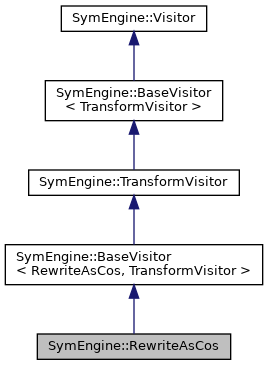 SymEngine::Visitor
SymEngine::BaseVisitor
< TransformVisitor >
SymEngine::TransformVisitor
SymEngine::BaseVisitor
< RewriteAsCos, TransformVisitor >
SymEngine::RewriteAsCos